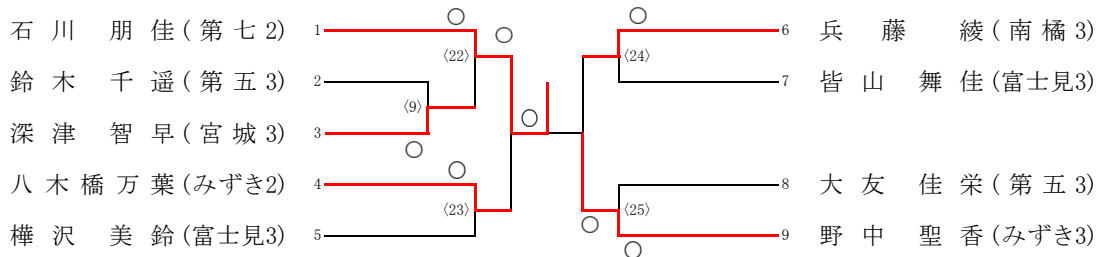 石川 朋佳(第七2) 1
鈴木 千遥(第五3) 2
深津 智早(宮城3) 3
八木橋万葉(みずき2) 4
樺沢 美鈴(富士見3) 5
〈9〉
〈22〉
〈23〉
〈24〉
〈25〉
6 兵藤 綾(南橘3)
7 皆山 舞佳(富士見3)
8 大友 佳栄(第五3)
9 野中 聖香(みずき3)